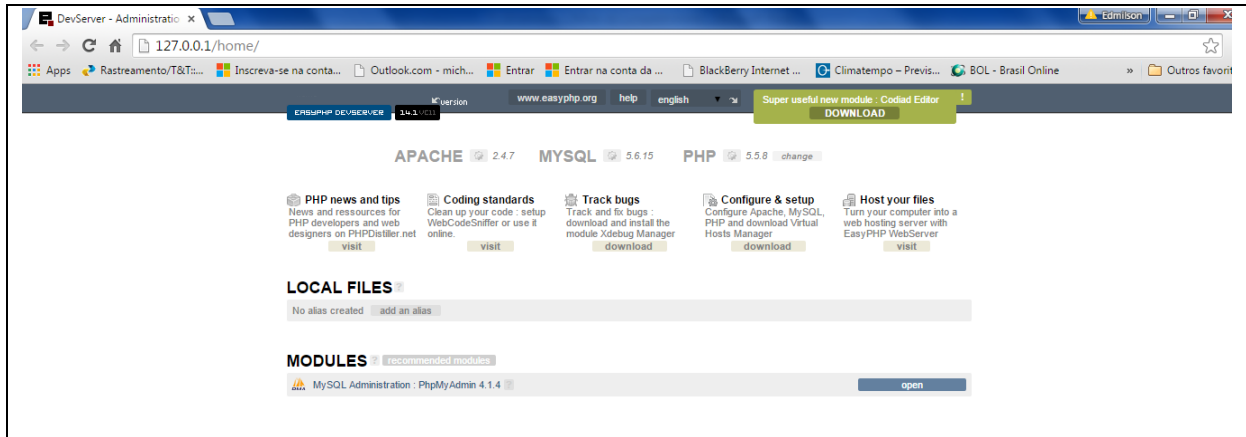 DevServer - Administratio
Edmilson
127.0.0.1/home/
Apps Rastreamento/T&T::... Inscreva-se na conta... Outlook.com - mich... Entrar Entrar na conta da ... BlackBerry Internet ... Climatempo – Previs... BOL - Brasil Online » Outros favorit
version www.easyphp.org help english Super useful new module : Codiad Editor !
EASYPHP DEVSERVER 14.1 DOWNLOAD
APACHE 2.4.7 MYSQL 5.6.15 PHP 5.5.8 change
PHP news and tips
News and ressources for
PHP developers and web
designers on PHPDistiller.net
visit
Coding standards
Clean up your code : setup
WebCodeSniffer or use it
online.
visit
Track bugs
Track and fix bugs :
download and install the
module Xdebug Manager
download
Configure & setup
Configure Apache, MySQL,
PHP and download Virtual
Hosts Manager
download
Host your files
Turn your computer into a
web hosting server with
EasyPHP WebServer
visit
LOCAL FILES ?
No alias created add an alias
MODULES ? recommended modules
MySQL Administration : PhpMyAdmin 4.1.4 ? open